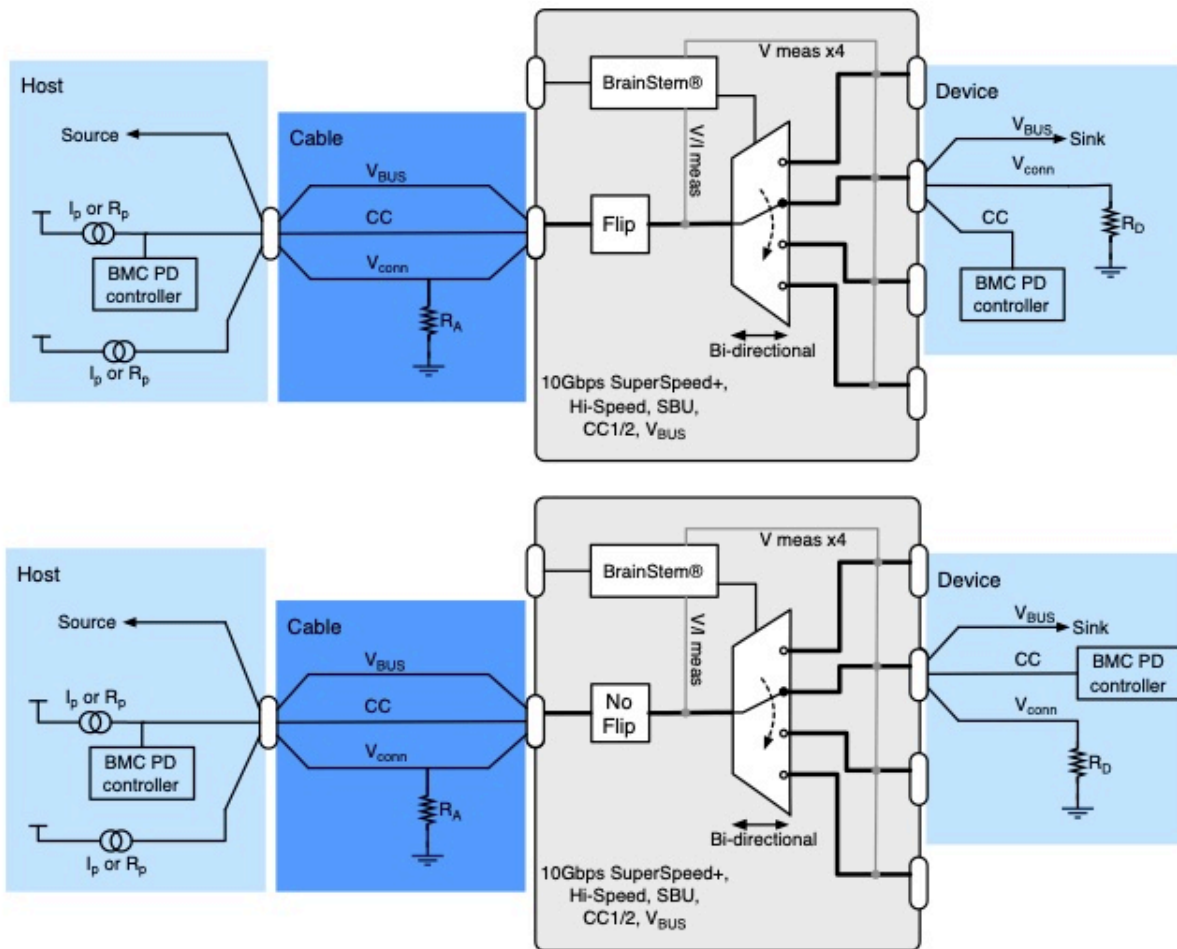 V meas x4
BrainStem®
Host
Device
Source
Cable
V/I meas
VBUS
Sink
VBUS
Vconn
Ip or Rp
CC
Flip
CC
RD
BMC PD
controller
Vconn
BMC PD
controller
RA
Ip or Rp
Bi-directional
10Gbps SuperSpeed+,
Hi-Speed, SBU,
CC1/2, VBUS
V meas x4
BrainStem®
Host
Device
Source
Cable
V/I meas
VBUS
Sink
VBUS
CC
BMC PD
controller
Ip or Rp
CC
No
Flip
Vconn
BMC PD
controller
Vconn
RD
RA
Ip or Rp
Bi-directional
10Gbps SuperSpeed+,
Hi-Speed, SBU,
CC1/2, VBUS